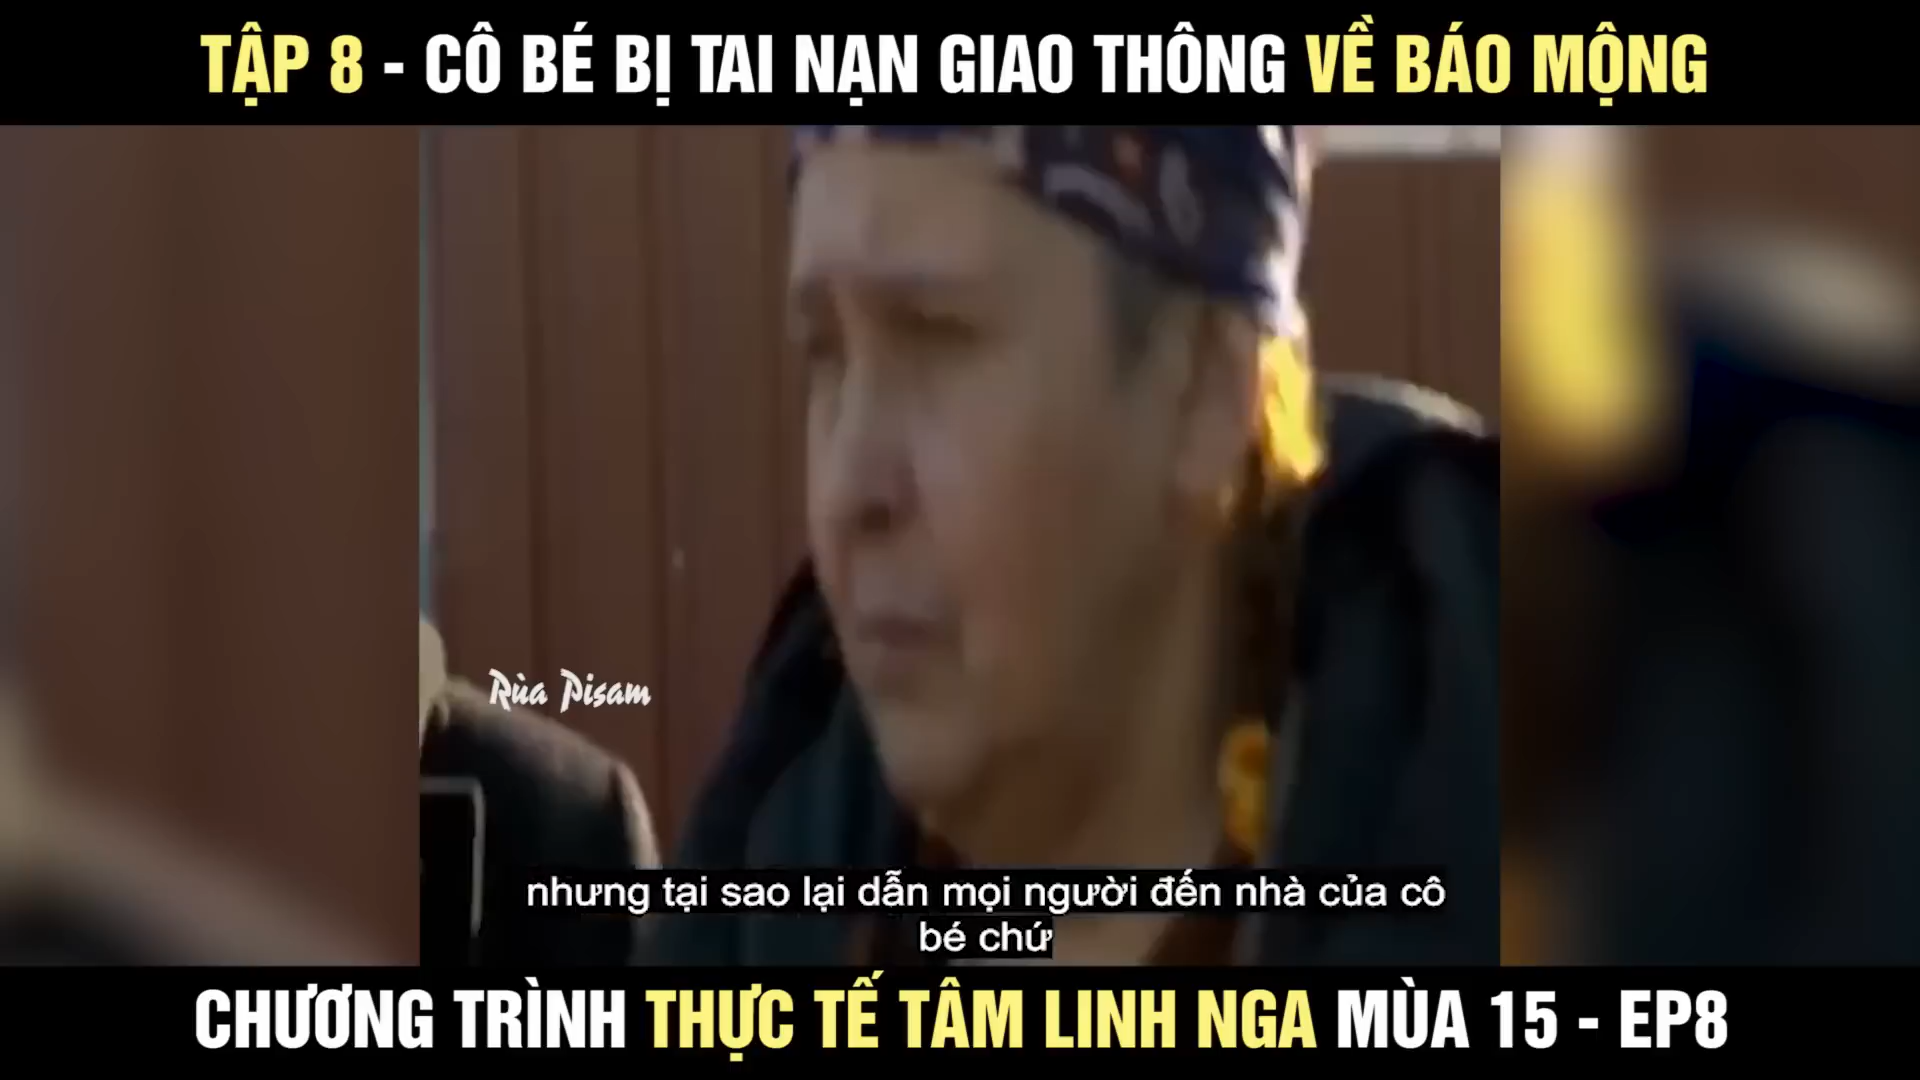 TẬP 8 - CÔ BÉ BỊ TAI NẠN GIAO THÔNG VỀ BÁO MỘNG
Rùa Pisam
nhưng tại sao lại dẫn mọi người đến nhà của cô
bé chứ
CHƯƠNG TRÌNH THỰC TẾ TÂM LINH NGA MÙA 15 - EP8